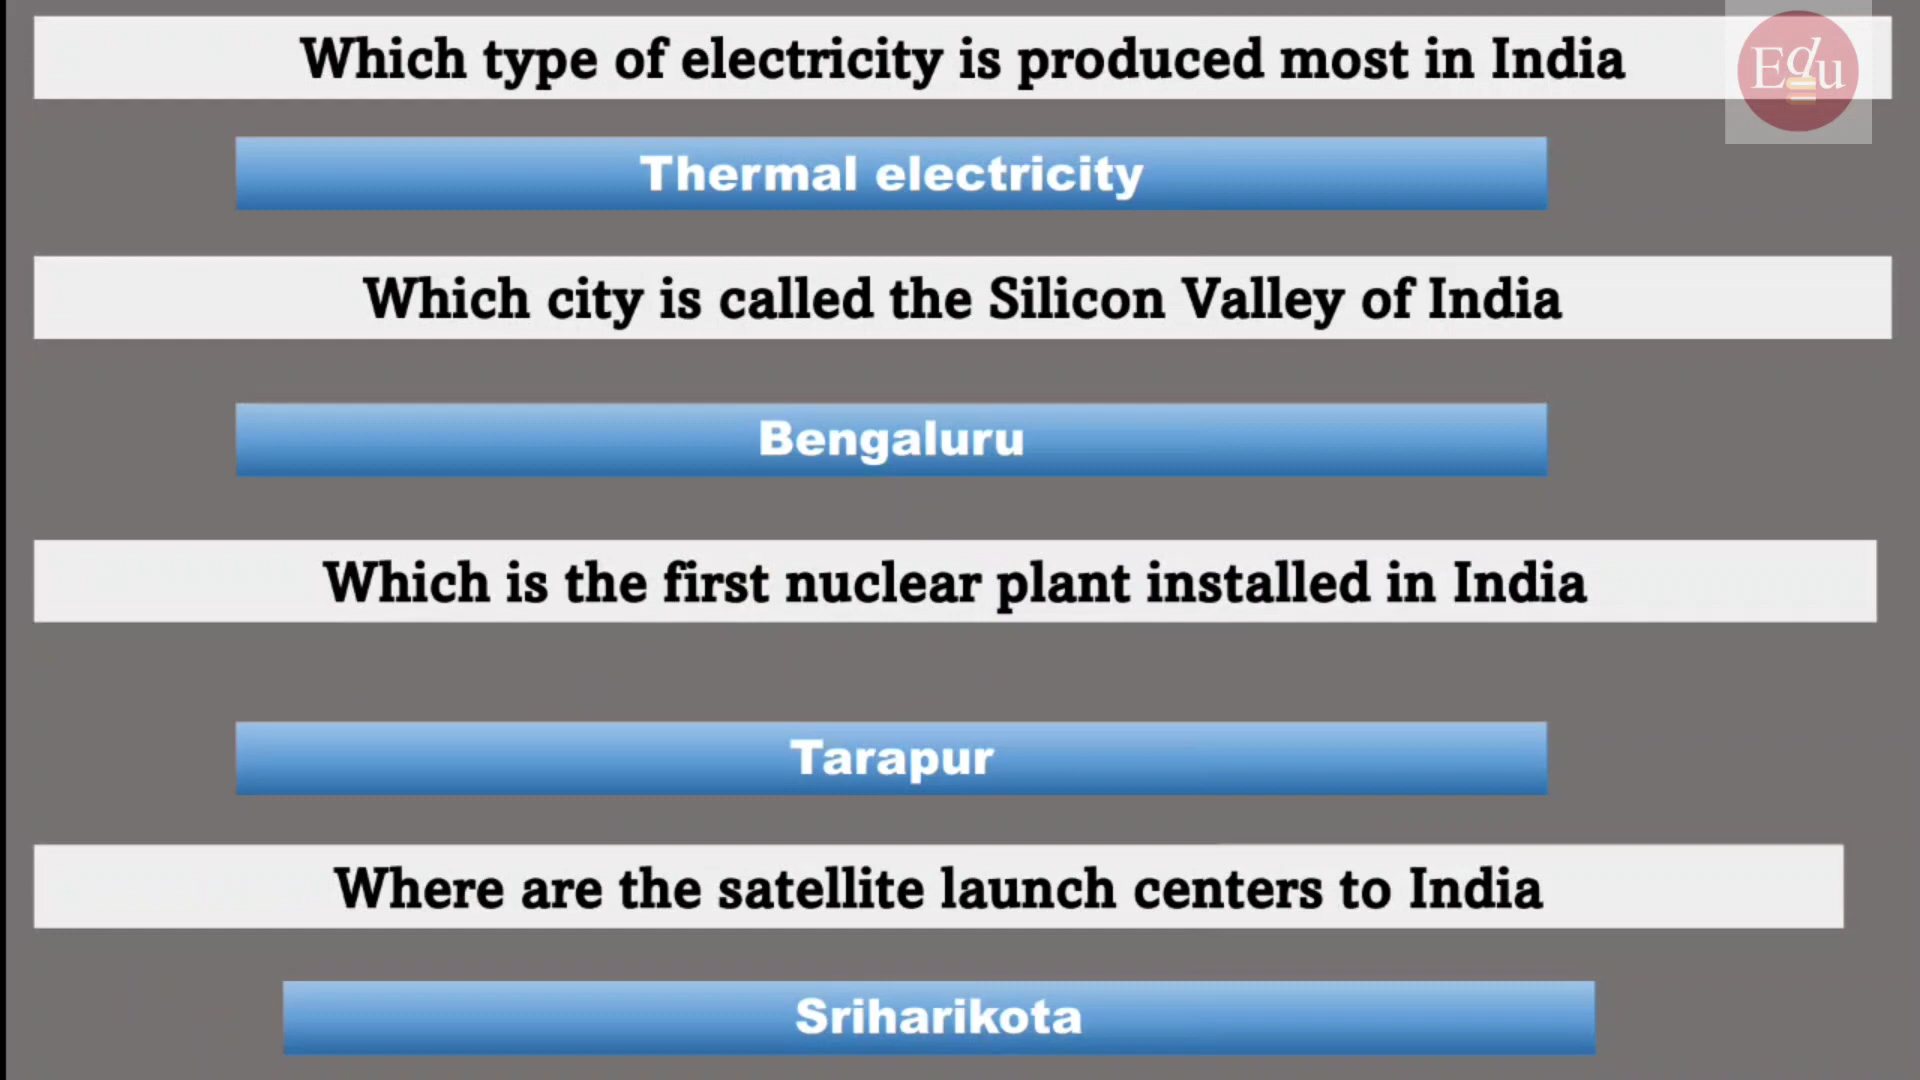 Which type of electricity is produced most in India
Edu
Thermal electricity
Which city is called the Silicon Valley of India
Bengaluru
Which is the first nuclear plant installed in India
Tarapur
Where are the satellite launch centers to India
Sriharikota